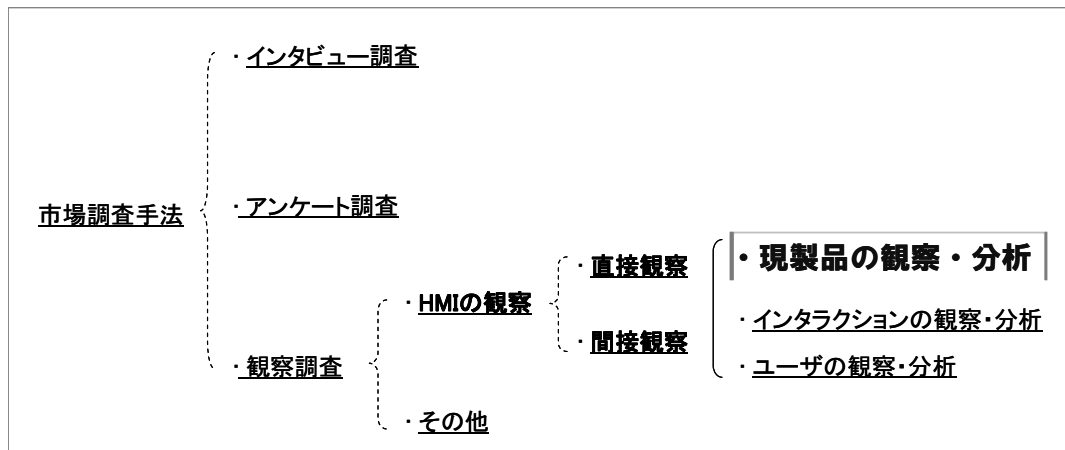 ・インタビュー調査
市場調査手法
・アンケート調査
・観察調査
・HMIの観察
・その他
・直接観察
・間接観察
・現製品の観察・分析
・インタラクションの観察・分析
・ユーザの観察・分析